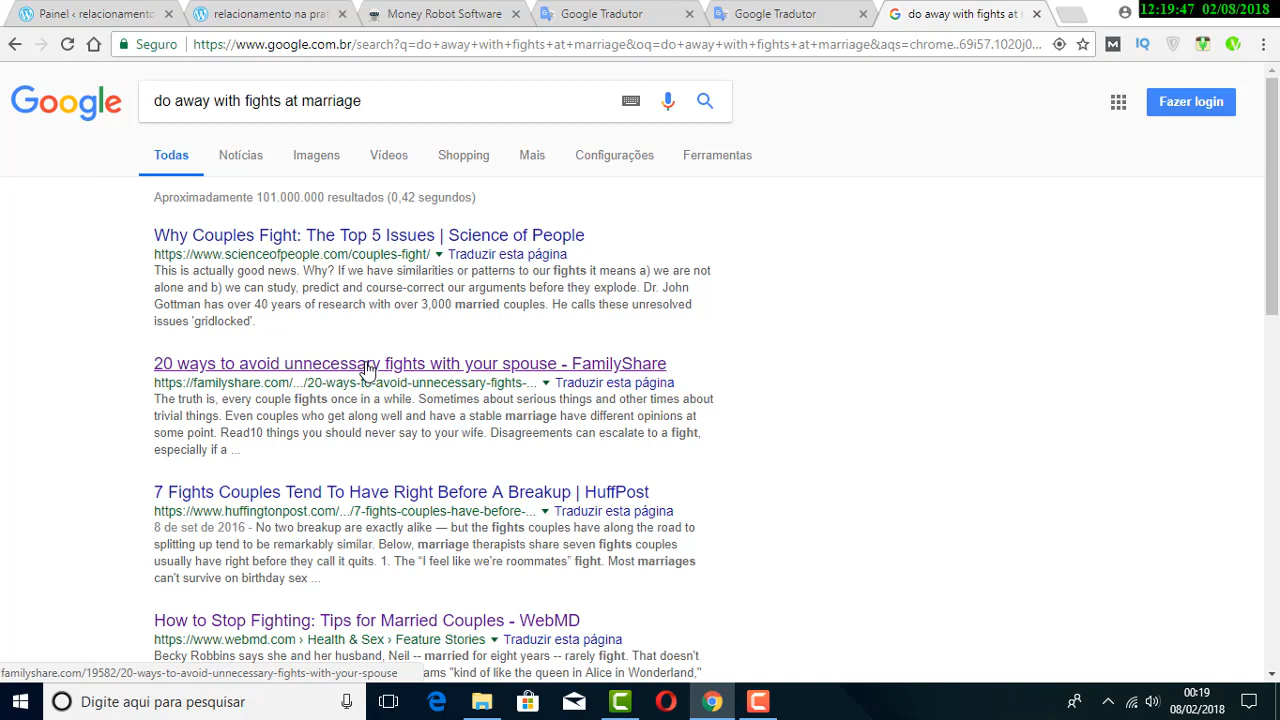 Painel ‹ relacionamento
relacionamento na prat
Money Robot Software
Google Tradutor
Google Tradutor
do away with fights at
12:19:47 02/08/2018
Seguro
https://www.google.com.br/search?q=do+away+with+fights+at+marriage&oq=do+away+with+fights+at+marriage&aqs=chrome..69i57.1020j0...
Google
do away with fights at marriage
Fazer login
Todas Notícias Imagens Vídeos Shopping Mais Configurações Ferramentas
Aproximadamente 101.000.000 resultados (0,42 segundos)
Why Couples Fight: The Top 5 Issues | Science of People
https://www.scienceofpeople.com/couples-fight/ Traduzir esta página
This is actually good news. Why? If we have similarities or patterns to our fights it means a) we are not
alone and b) we can study, predict and course-correct our arguments before they explode. Dr. John
Gottman has over 40 years of research with over 3,000 married couples. He calls these unresolved
issues 'gridlocked'.
20 ways to avoid unnecessary fights with your spouse - FamilyShare
https://familyshare.com/.../20-ways-to-avoid-unnecessary-fights-... Traduzir esta página
The truth is, every couple fights once in a while. Sometimes about serious things and other times about
trivial things. Even couples who get along well and have a stable marriage have different opinions at
some point. Read10 things you should never say to your wife. Disagreements can escalate to a fight,
especially if a ...
7 Fights Couples Tend To Have Right Before A Breakup | HuffPost
https://www.huffingtonpost.com/.../7-fights-couples-have-before-... Traduzir esta página
8 de set de 2016 - No two breakup are exactly alike — but the fights couples have along the road to
splitting up tend to be remarkably similar. Below, marriage therapists share seven fights couples
usually have right before they call it quits. 1. The “I feel like we're roommates” fight. Most marriages
can't survive on birthday sex ...
How to Stop Fighting: Tips for Married Couples - WebMD
https://www.webmd.com › Health & Sex › Feature Stories Traduzir esta página
Becky Robbins says she and her husband, Neil -- married for eight years -- rarely fight. That doesn't
ams "kind of like the queen in Alice in Wonderland,"
familyshare.com/19582/20-ways-to-avoid-unnecessary-fights-with-your-spouse
Digite aqui para pesquisar
00:19
08/02/2018